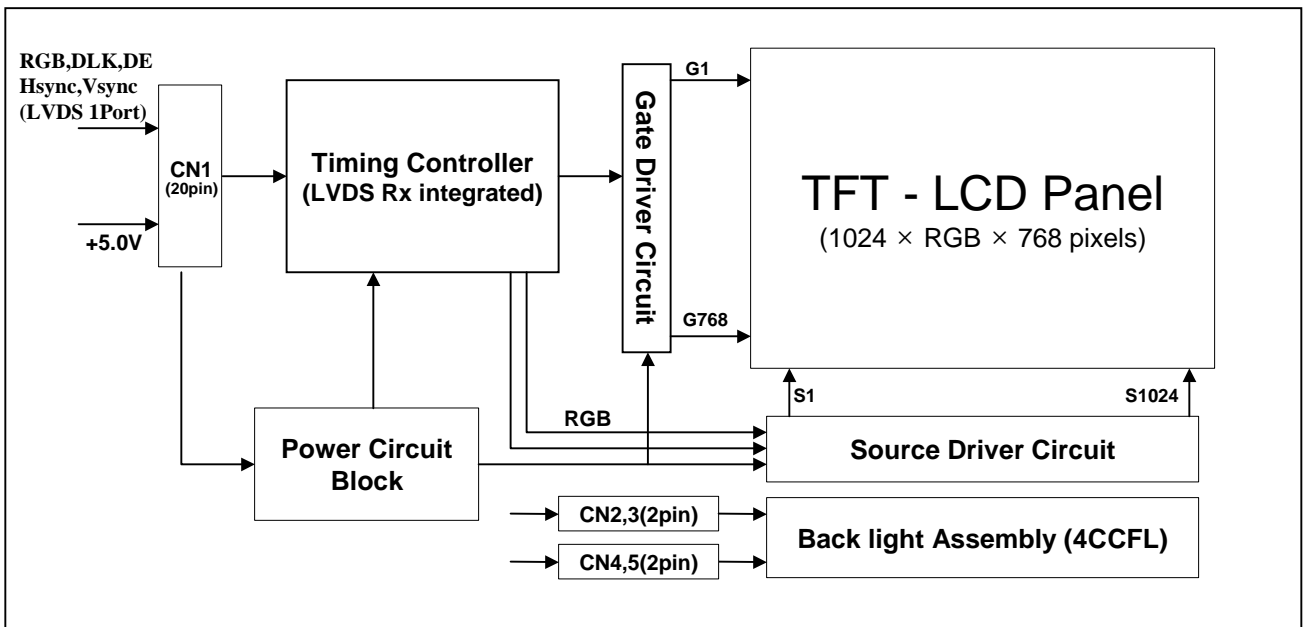 RGB,DLK,DE
Hsync,Vsync
(LVDS 1Port)
+5.0V
CN1
(20pin)
Timing Controller
(LVDS Rx integrated)
Gate Driver Circuit
G1
G768
TFT - LCD Panel
(1024 × RGB × 768 pixels)
S1
S1024
RGB
Power Circuit
Block
Source Driver Circuit
CN2,3(2pin)
CN4,5(2pin)
Back light Assembly (4CCFL)